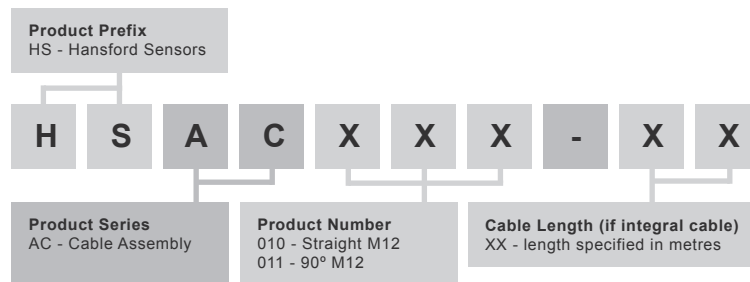 Product Prefix
HS - Hansford Sensors
H S A C X X X - X X
Product Series
AC - Cable Assembly
Product Number
010 - Straight M12
011 - 90º M12
Cable Length (if integral cable)
XX - length specified in metres